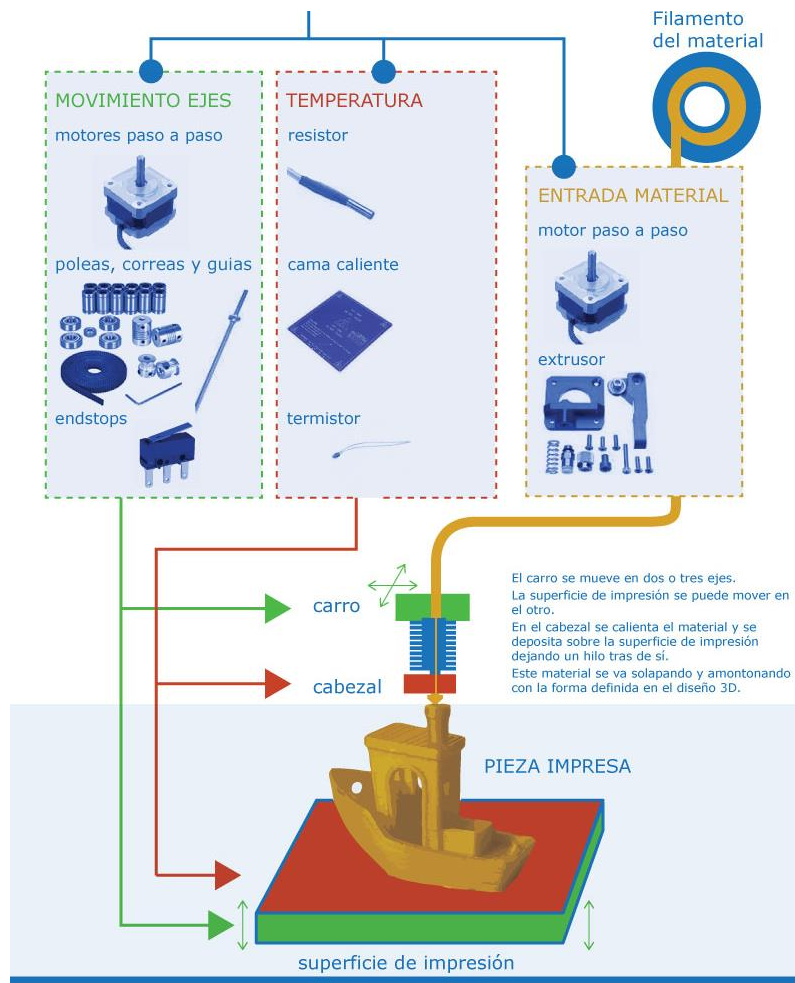 Filamento
del material
MOVIMIENTO EJES
motores paso a paso
poleas, correas y guias
endstops
TEMPERATURA
resistor
cama caliente
termistor
ENTRADA MATERIAL
motor paso a paso
extrusor
carro
cabezal
El carro se mueve en dos o tres ejes.
La superficie de impresión se puede mover en
el otro.
En el cabezal se calienta el material y se
deposita sobre la superficie de impresión
dejando un hilo tras de sí.
Este material se va solapando y amontonando
con la forma definida en el diseño 3D.
PIEZA IMPRESA
superficie de impresión